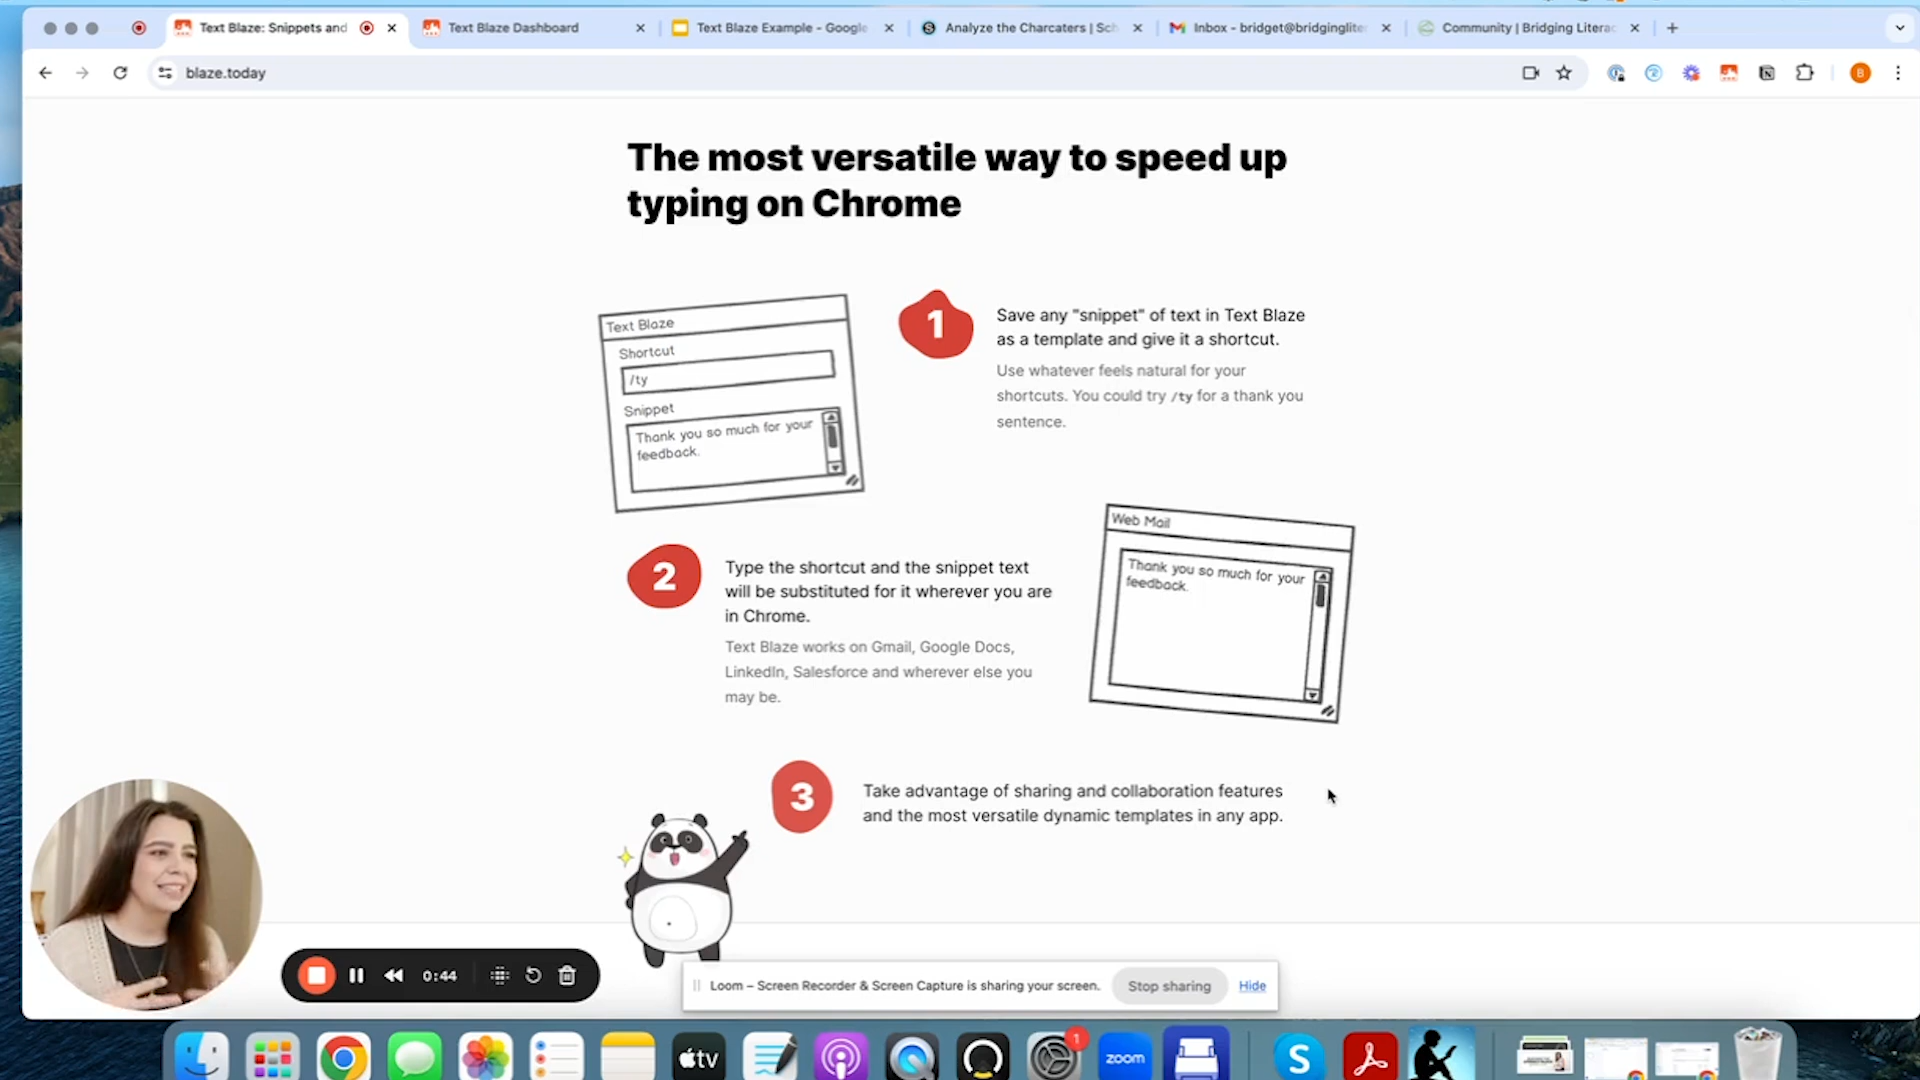 Text Blaze: Snippets and
Text Blaze Dashboard
Text Blaze Example - Google
Analyze the Charcaters | Sch
Inbox - bridget@bridginglite
Community | Bridging Literac
blaze.today
B
The most versatile way to speed up
typing on Chrome
Text Blaze
Shortcut
/ty
Snippet
Thank you so much for your
feedback.
1
Save any "snippet" of text in Text Blaze
as a template and give it a shortcut.
Use whatever feels natural for your
shortcuts. You could try /ty for a thank you
sentence.
2
Type the shortcut and the snippet text
will be substituted for it wherever you are
in Chrome.
Text Blaze works on Gmail, Google Docs,
LinkedIn, Salesforce and wherever else you
may be.
Web Mail
Thank you so much for your
feedback.
3
Take advantage of sharing and collaboration features
and the most versatile dynamic templates in any app.
0:44
Loom – Screen Recorder & Screen Capture is sharing your screen.
Stop sharing
Hide
tv
1
zoom
S